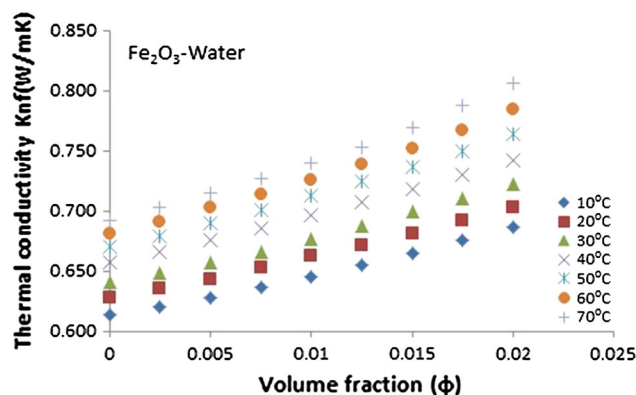 Fe₂O₃-Water
Thermal conductivity Knf(W/mK)
0.850
0.800
0.750
0.700
0.650
0.600
0
0.005
0.01
0.015
0.02
0.025
Volume fraction (ϕ)
10°C
20°C
30°C
40°C
50°C
60°C
70°C